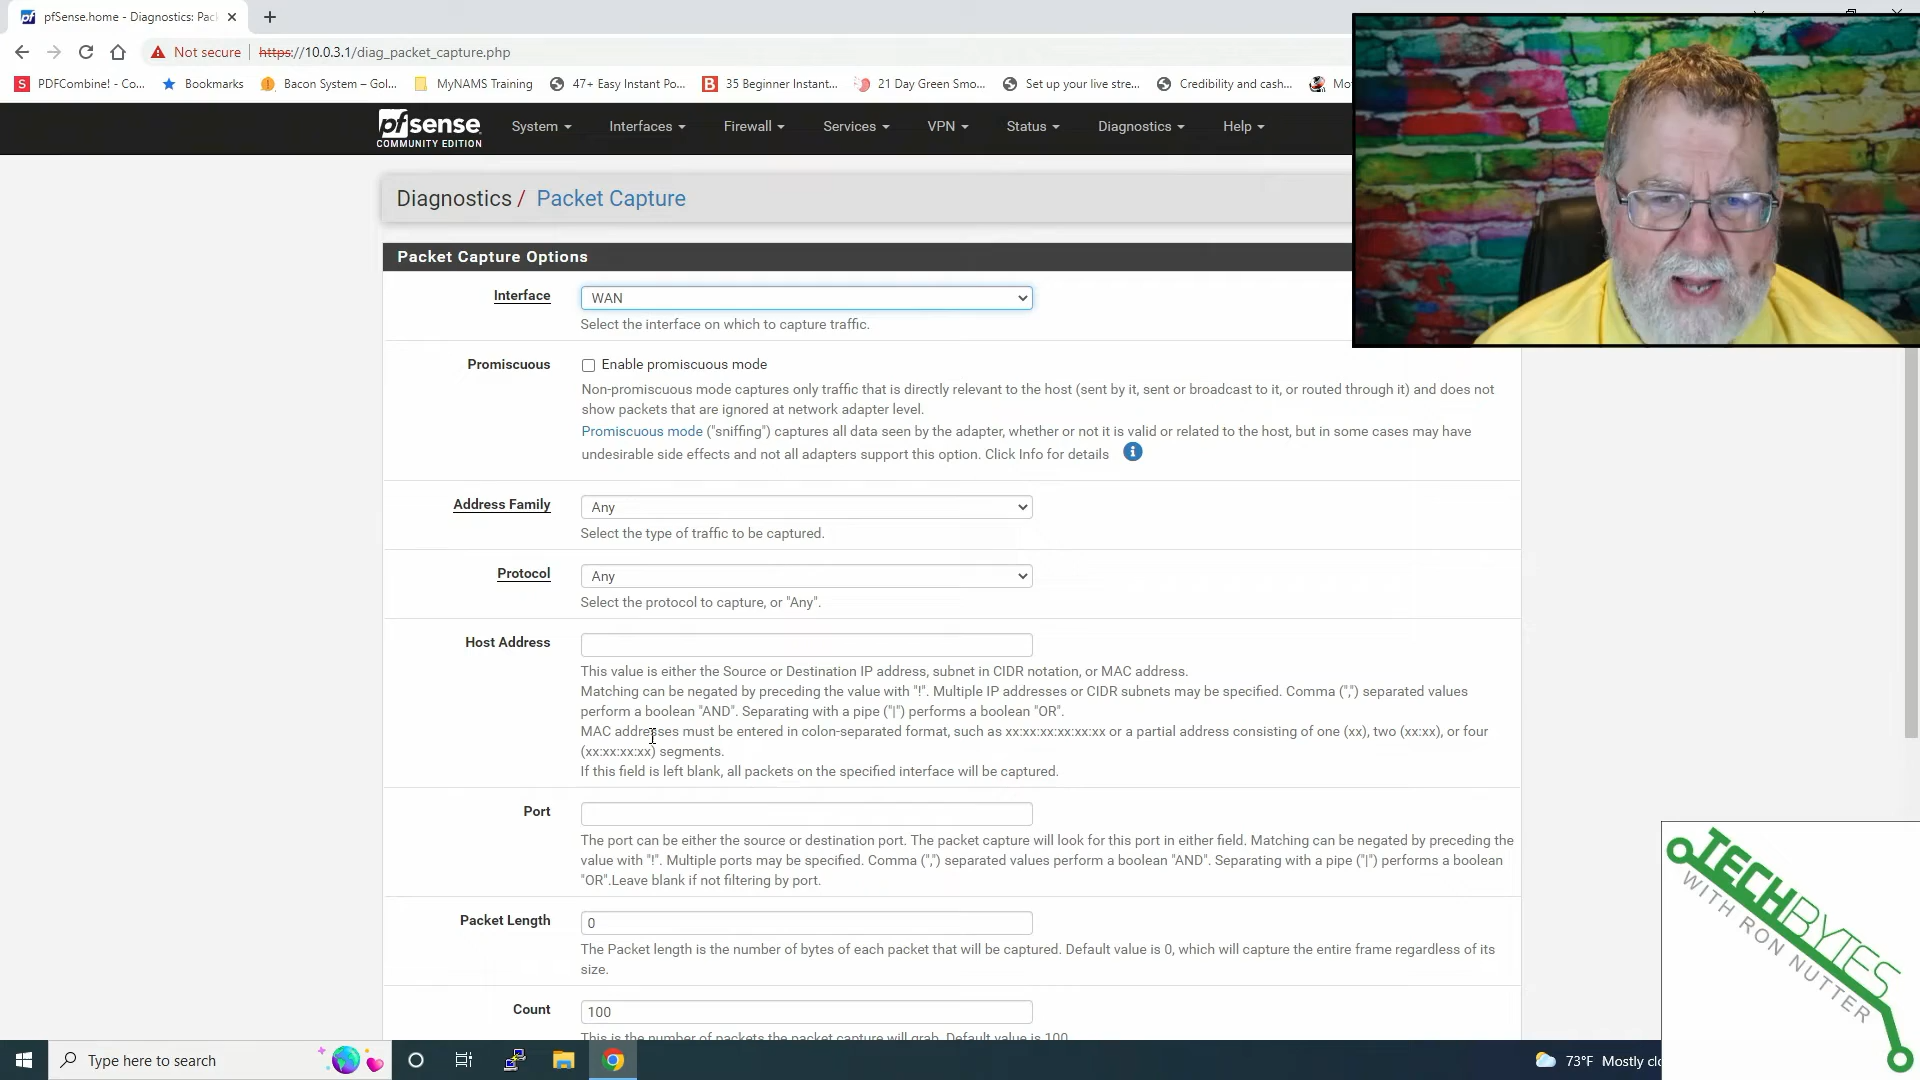 pfSense.home - Diagnostics: Pac
Not secure
https://10.0.3.1/diag_packet_capture.php
PDFCombine! - Co...
Bookmarks
Bacon System – Gol...
MyNAMS Training
47+ Easy Instant Po...
35 Beginner Instant...
21 Day Green Smo...
Set up your live stre...
Credibility and cash...
pfsense
COMMUNITY EDITION
System
Interfaces
Firewall
Services
VPN
Status
Diagnostics
Help
Diagnostics / Packet Capture
Packet Capture Options
Interface
WAN
Select the interface on which to capture traffic.
Promiscuous
Enable promiscuous mode
Non-promiscuous mode captures only traffic that is directly relevant to the host (sent by it, sent or broadcast to it, or routed through it) and does not
show packets that are ignored at network adapter level.
Promiscuous mode ("sniffing") captures all data seen by the adapter, whether or not it is valid or related to the host, but in some cases may have
undesirable side effects and not all adapters support this option. Click Info for details
Address Family
Any
Select the type of traffic to be captured.
Protocol
Any
Select the protocol to capture, or "Any".
Host Address
This value is either the Source or Destination IP address, subnet in CIDR notation, or MAC address.
Matching can be negated by preceding the value with "!". Multiple IP addresses or CIDR subnets may be specified. Comma (",") separated values
perform a boolean "AND". Separating with a pipe ("|") performs a boolean "OR".
MAC addresses must be entered in colon-separated format, such as xx:xx:xx:xx:xx:xx or a partial address consisting of one (xx), two (xx:xx), or four
(xx:xx:xx:xx) segments.
If this field is left blank, all packets on the specified interface will be captured.
Port
The port can be either the source or destination port. The packet capture will look for this port in either field. Matching can be negated by preceding the
value with "!". Multiple ports may be specified. Comma (",") separated values perform a boolean "AND". Separating with a pipe ("|") performs a boolean
"OR".Leave blank if not filtering by port.
Packet Length
0
The Packet length is the number of bytes of each packet that will be captured. Default value is 0, which will capture the entire frame regardless of its
size.
Count
100
This is the number of packets the packet capture will grab. Default value is 100.
TECHBYTES
WITH RON NUTTER
Type here to search
73°F Mostly clo